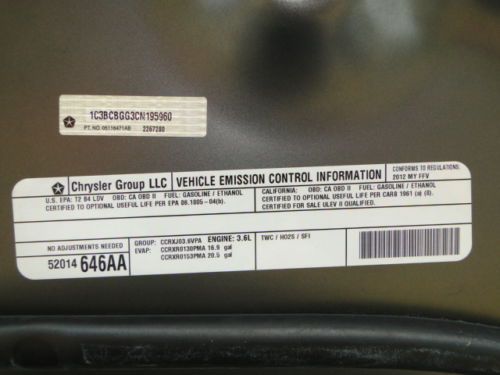 1C3BCBGG3CN195960
PT. NO. 05116471AB 2267280
Chrysler Group LLC VEHICLE EMISSION CONTROL INFORMATION CONFORMS TO REGULATIONS:
2012 MY FFV
U.S. EPA: T2 B4 LDV OBD: CA OBD II FUEL: GASOLINE / ETHANOL
CERTIFIED TO OPTIONAL USEFUL LIFE PER EPA 86.1805-04(b).
CALIFORNIA: OBD: CA OBD II FUEL: GASOLINE / ETHANOL
CERTIFIED TO OPTIONAL USEFUL LIFE PER CARB 1961 (a) (8).
CERTIFIED FOR SALE ULEV II QUALIFIED.
NO ADJUSTMENTS NEEDED
52014 646AA
GROUP: CCRXJ03.6VPA ENGINE: 3.6L
EVAP: CCRXR0130PMA 16.9 gal
CCRXR0153PMA 20.5 gal
TWC / HO2S / SFI